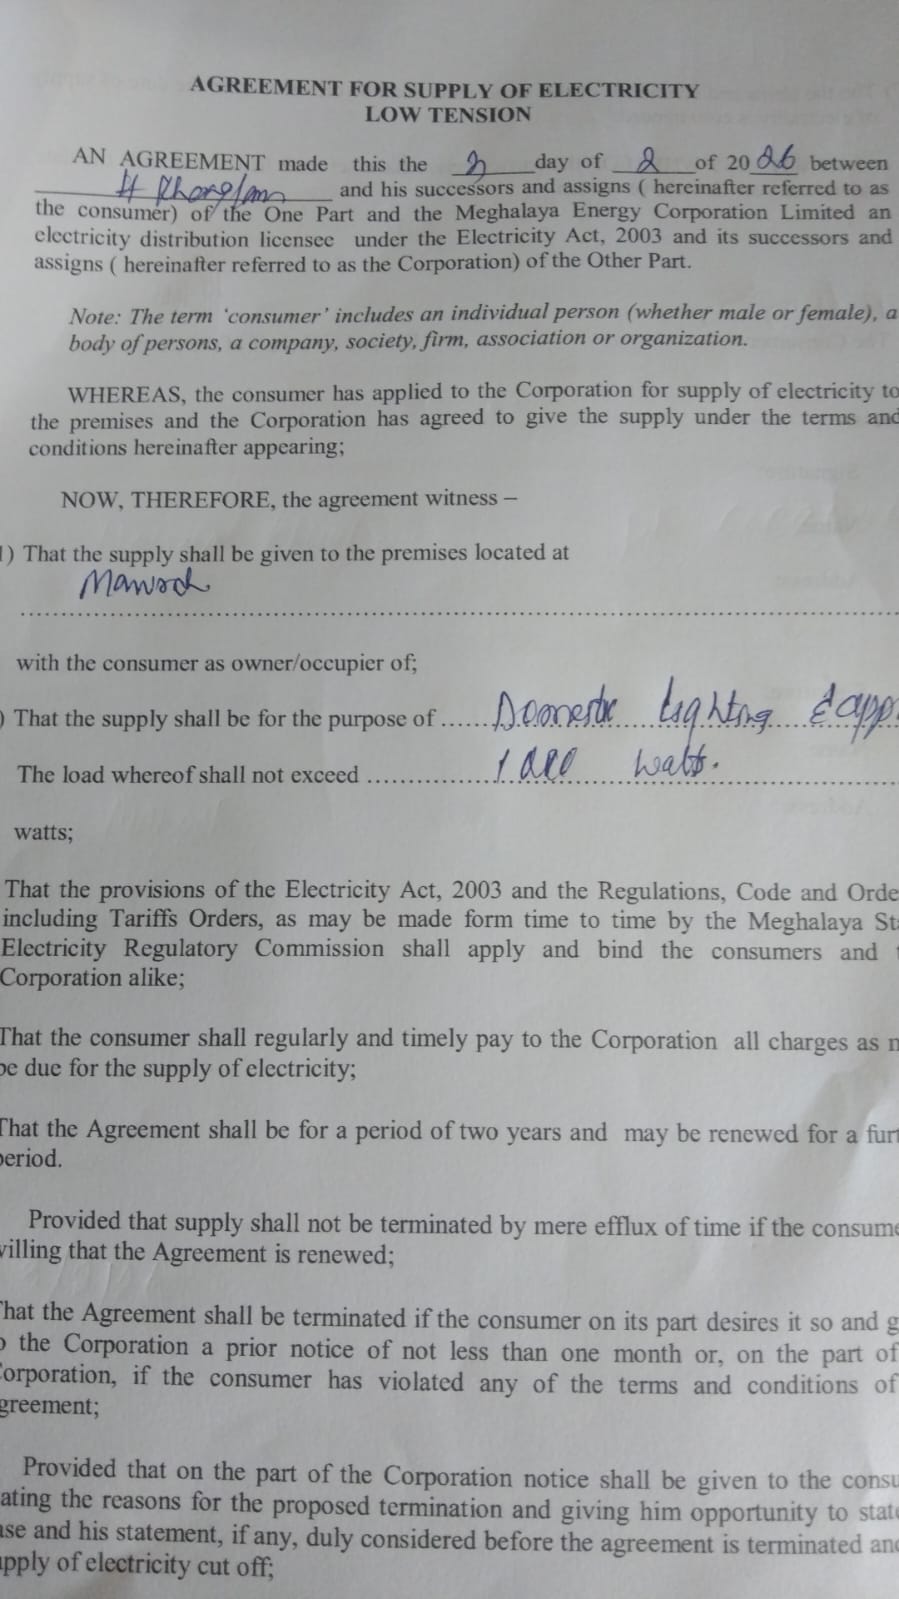 AGREEMENT FOR SUPPLY OF ELECTRICITY
LOW TENSION
AN AGREEMENT made this the 2 day of 2 of 2026 between
H and his successors and assigns ( hereinafter referred to as
the consumer) of the One Part and the Meghalaya Energy Corporation Limited an
electricity distribution licensee under the Electricity Act, 2003 and its successors and
assigns ( hereinafter referred to as the Corporation) of the Other Part.
Note: The term ‘consumer’ includes an individual person (whether male or female), a
body of persons, a company, society, firm, association or organization.
WHEREAS, the consumer has applied to the Corporation for supply of electricity to
the premises and the Corporation has agreed to give the supply under the terms and
conditions hereinafter appearing;
NOW, THEREFORE, the agreement witness –
) That the supply shall be given to the premises located at
with the consumer as owner/occupier of;
) That the supply shall be for the purpose of ...... Domestic Lighting & app
The load whereof shall not exceed ................ 1000 watts.
watts;
That the provisions of the Electricity Act, 2003 and the Regulations, Code and Orde
including Tariffs Orders, as may be made form time to time by the Meghalaya St
Electricity Regulatory Commission shall apply and bind the consumers and
Corporation alike;
That the consumer shall regularly and timely pay to the Corporation all charges as
be due for the supply of electricity;
That the Agreement shall be for a period of two years and may be renewed for a furt
period.
Provided that supply shall not be terminated by mere efflux of time if the consume
villing that the Agreement is renewed;
hat the Agreement shall be terminated if the consumer on its part desires it so and g
o the Corporation a prior notice of not less than one month or, on the part of
orporation, if the consumer has violated any of the terms and conditions of
greement;
Provided that on the part of the Corporation notice shall be given to the consu
ating the reasons for the proposed termination and giving him opportunity to state
ase and his statement, if any, duly considered before the agreement is terminated and
upply of electricity cut off;